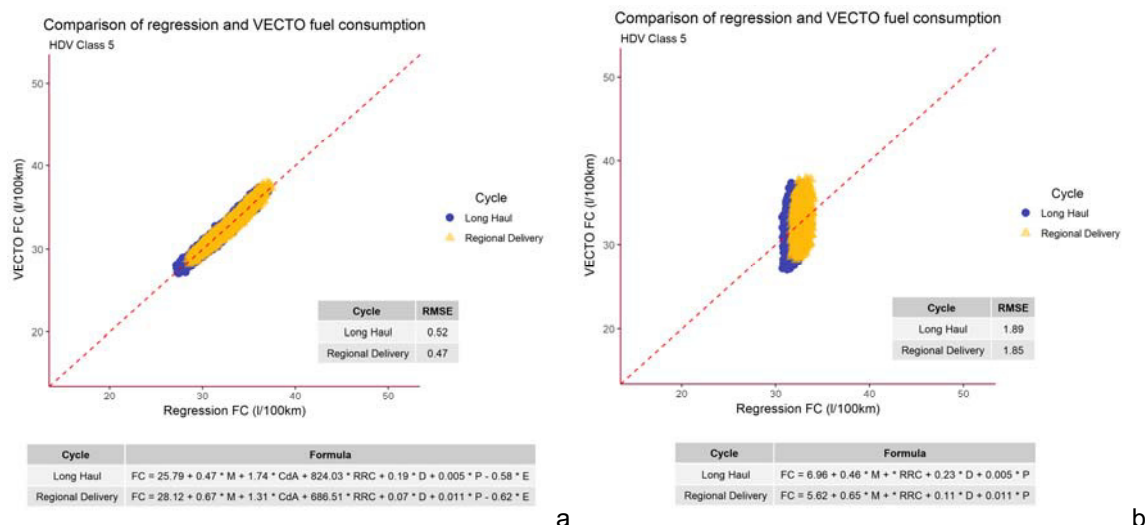 Comparison of regression and VECTO fuel consumption
HDV Class 5
VECTO FC (l/100km)
50
40
30
20
20 30 40 50
Regression FC (l/100km)
Cycle
Long Haul
Regional Delivery
Cycle RMSE
Long Haul 0.52
Regional Delivery 0.47
Cycle Formula
Long Haul FC = 25.79 + 0.47 * M + 1.74 * CdA + 824.03 * RRC + 0.19 * D + 0.005 * P - 0.58 * E
Regional Delivery FC = 28.12 + 0.67 * M + 1.31 * CdA + 686.51 * RRC + 0.07 * D + 0.011 * P - 0.62 * E
a
Comparison of regression and VECTO fuel consumption
HDV Class 5
VECTO FC (l/100km)
50
40
30
20
20 30 40 50
Regression FC (l/100km)
Cycle
Long Haul
Regional Delivery
Cycle RMSE
Long Haul 1.89
Regional Delivery 1.85
Cycle Formula
Long Haul FC = 6.96 + 0.46 * M + * RRC + 0.23 * D + 0.005 * P
Regional Delivery FC = 5.62 + 0.65 * M + * RRC + 0.11 * D + 0.011 * P
b